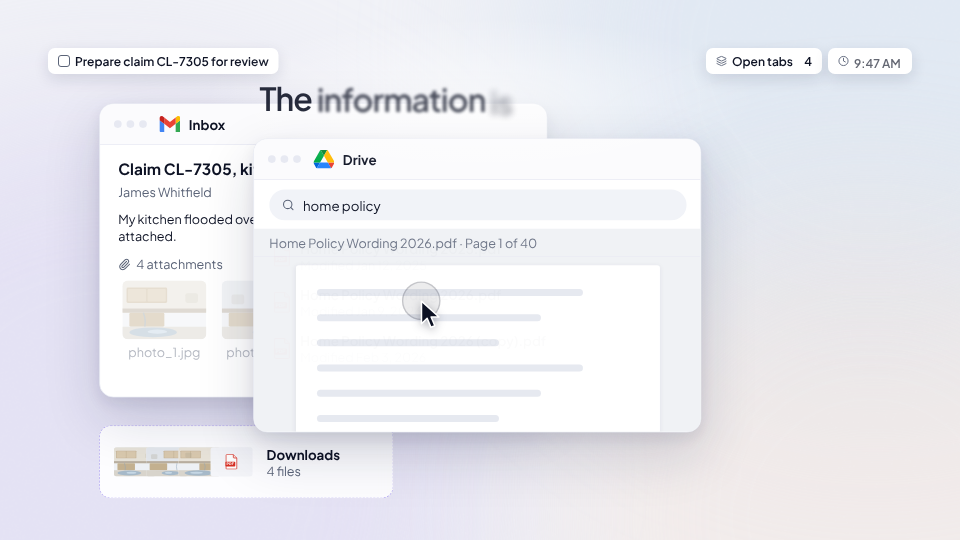 Prepare claim CL-7305 for review
Open tabs 4
9:47 AM
The information is
Inbox
Drive
Claim CL-7305, ki
James Whitfield
My kitchen flooded ove
attached.
4 attachments
photo_1.jpg
phot
home policy
Home Policy Wording 2026.pdf · Page 1 of 40
Downloads
4 files